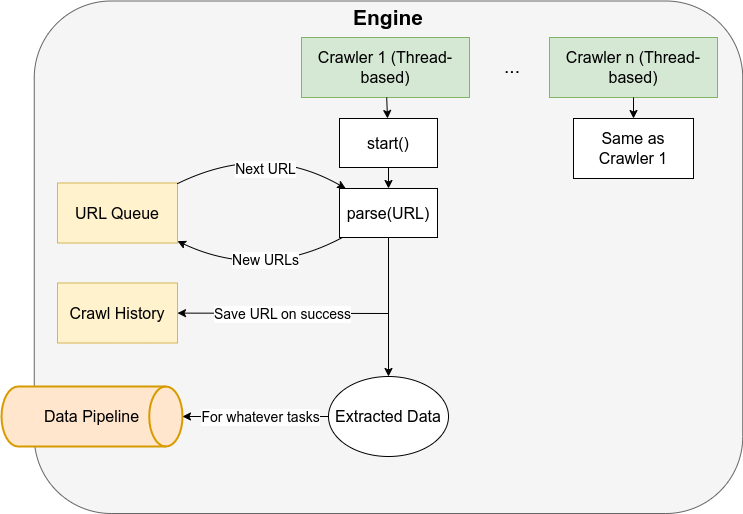 Engine
Crawler 1 (Thread-
based)
...
Crawler n (Thread-
based)
start()
Same as
Crawler 1
Next URL
URL Queue
parse(URL)
New URLs
Crawl History
Save URL on success
Data Pipeline
For whatever tasks
Extracted Data